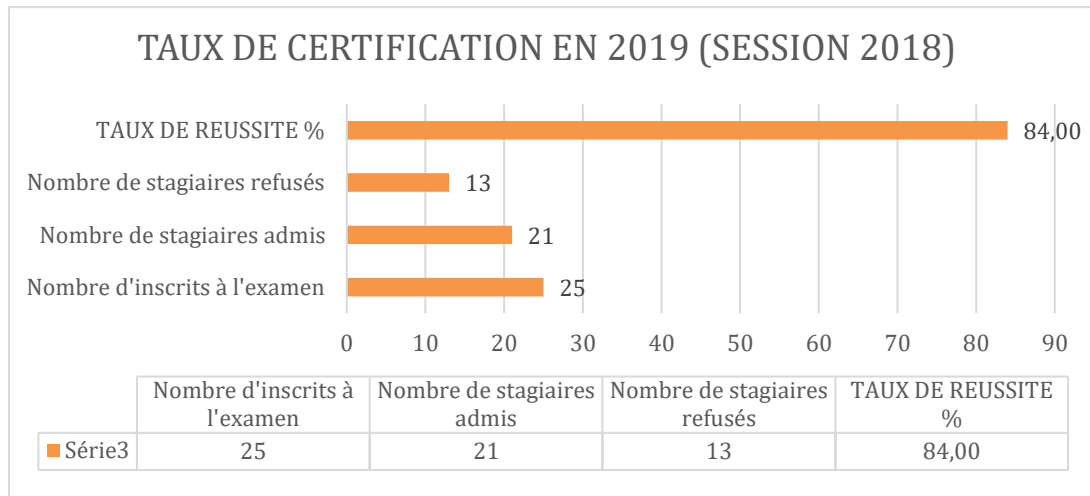 TAUX DE CERTIFICATION EN 2019 (SESSION 2018)
TAUX DE REUSSITE %
84,00
Nombre de stagiaires refusés
13
Nombre de stagiaires admis
21
Nombre d'inscrits à l'examen
25
0 10 20 30 40 50 60 70 80 90
Nombre d'inscrits à l'examen
Nombre de stagiaires admis
Nombre de stagiaires refusés
TAUX DE REUSSITE %
Série3 25 21 13 84,00